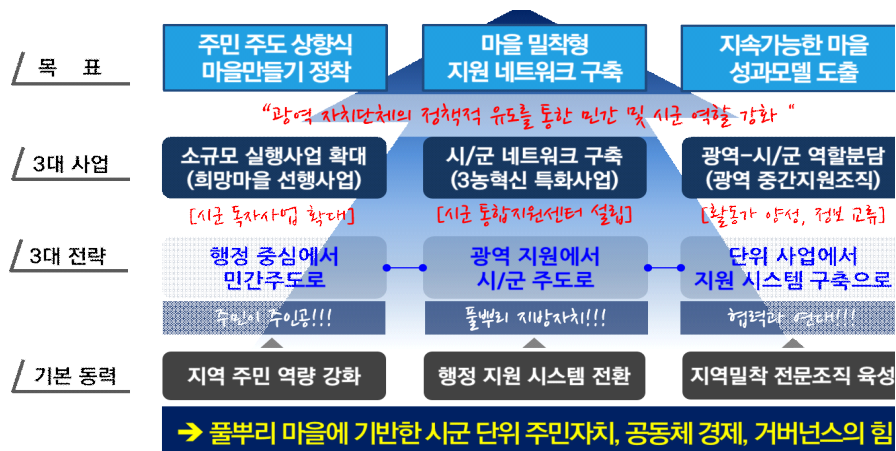 목 표
주민 주도 상향식
마을만들기 정착
마을 밀착형
지원 네트워크 구축
지속가능한 마을
성과모델 도출
“광역 자치단체의 정책적 유도를 통한 민간 및 시군 역할 강화 “
3대 사업
소규모 실행사업 확대
(희망마을 선행사업)
시/군 네트워크 구축
(3농혁신 특화사업)
광역-시/군 역할분담
(광역 중간지원조직)
[시군 독자사업 확대]
[시군 통합지원센터 설립]
[활동가 양성, 정보 교류]
3대 전략
행정 중심에서
민간주도로
광역 지원에서
시/군 주도로
단위 사업에서
지원 시스템 구축으로
주민이 주인공!!!
풀뿌리 지방자치!!!
협력과 연대!!!
기본 동력
지역 주민 역량 강화
행정 지원 시스템 전환
지역밀착 전문조직 육성
➔ 풀뿌리 마을에 기반한 시군 단위 주민자치, 공동체 경제, 거버넌스의 힘